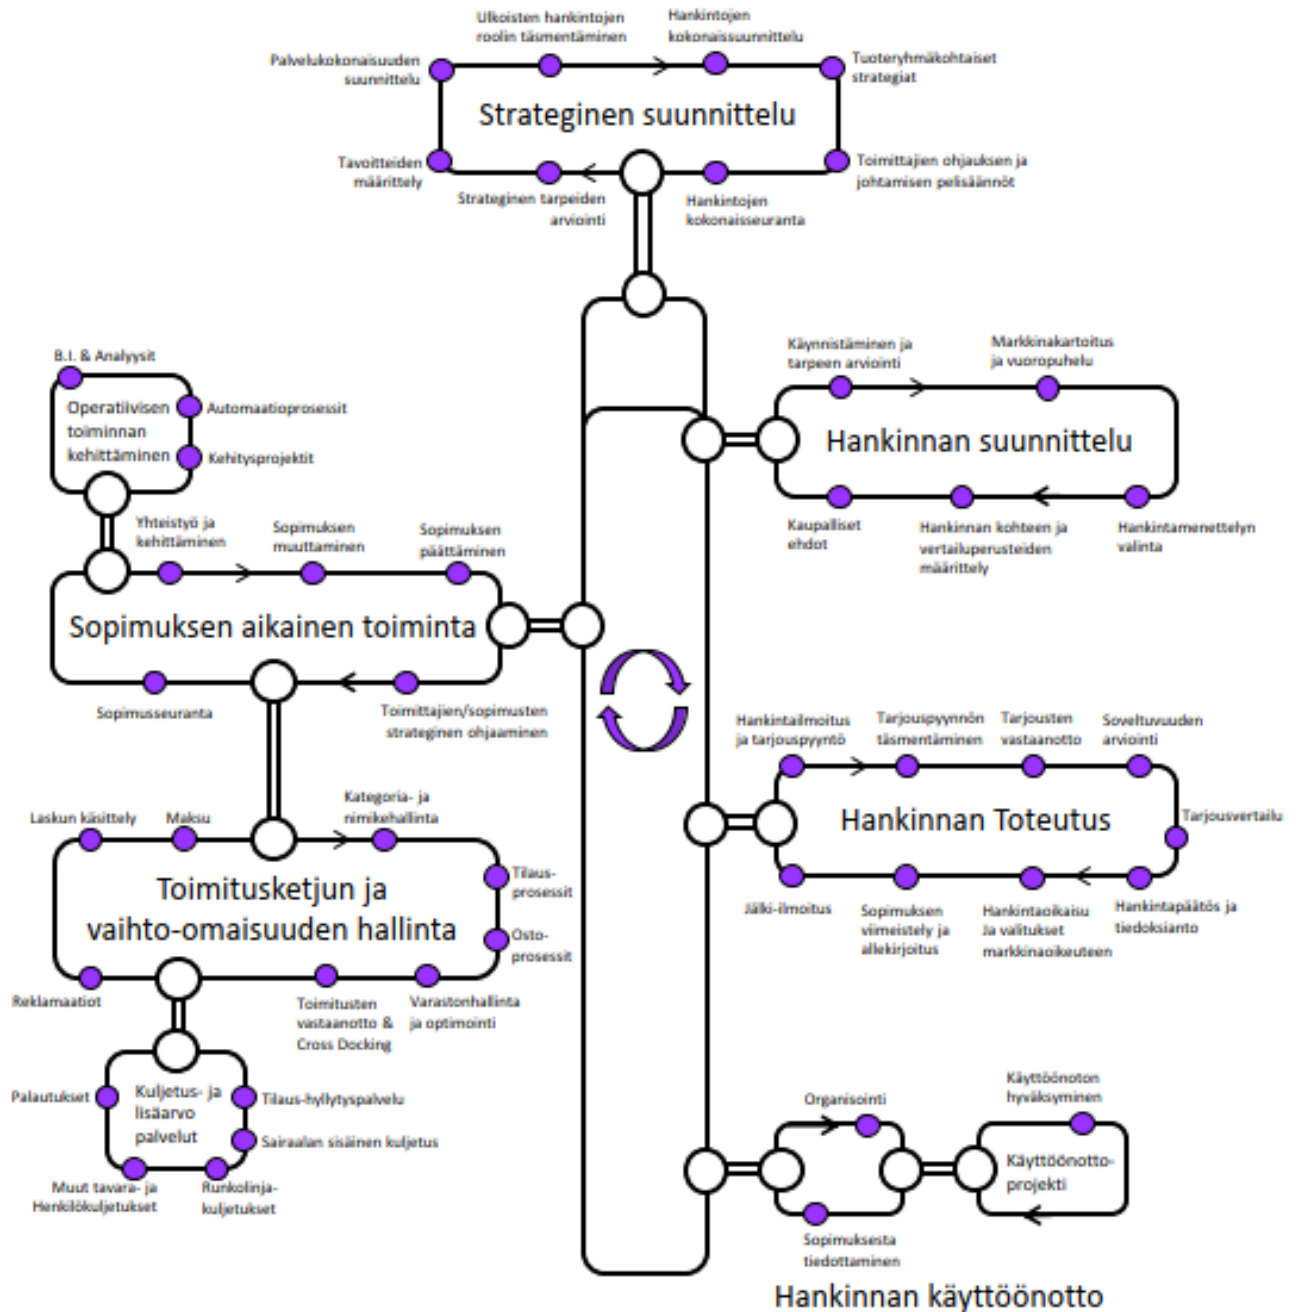 Ulkoisten hankintojen
roolin täsmentäminen
Hankintojen
kokonaissuunnittelu
Palvelukokonaisuuden
suunnittelu
Tuoteryhmäkohtaiset
strategiat
Strateginen suunnittelu
Tavoitteiden
määrittely
Toimittajien ohjauksen ja
johtamisen pelisäännöt
Strateginen tarpeiden
arviointi
Hankintojen
kokonaisseuranta
B.I. & Analyysit
Operatiivisen
toiminnan
kehittäminen
Automaatioprosessit
Kehitysprojektit
Käynnistäminen ja
tarpeen arviointi
Markkinakartoitus
ja vuoropuhelu
Hankinnan suunnittelu
Kaupalliset
ehdot
Hankinnan kohteen ja
vertailuperusteiden
määrittely
Hankintamenettelyn
valinta
Yhteistyö ja
kehittäminen
Sopimuksen
muuttaminen
Sopimuksen
päättäminen
Sopimuksen aikainen toiminta
Sopimusseuranta
Toimittajien/sopimusten
strateginen ohjaaminen
Hankintailmoitus
ja tarjouspyyntö
Tarjouspyynnön
täsmentäminen
Tarjousten
vastaanotto
Soveltuvuuden
arviointi
Hankinnan Toteutus
Tarjousvertailu
Jälki-ilmoitus
Sopimuksen
viimeistely ja
allekirjoitus
Hankintaoikaisu
Ja valitukset
markkinaoikeuteen
Hankintapäätös ja
tiedoksianto
Laskun käsittely
Maksu
Kategoria- ja
nimikehallinta
Toimitusketjun ja
vaihto-omaisuuden hallinta
Tilaus-
prosessit
Osto-
prosessit
Reklamaatiot
Toimitusten
vastaanotto &
Cross Docking
Varastonhallinta
ja optimointi
Palautukset
Kuljetus- ja
lisäarvo
palvelut
Tilaus-hyllytyspalvelu
Sairaalan sisäinen kuljetus
Muut tavara- ja
Henkilökuljetukset
Runkolinja-
kuljetukset
Organisointi
Käyttöönoton
hyväksyminen
Käyttöönotto-
projekti
Sopimuksesta
tiedottaminen
Hankinnan käyttöönotto